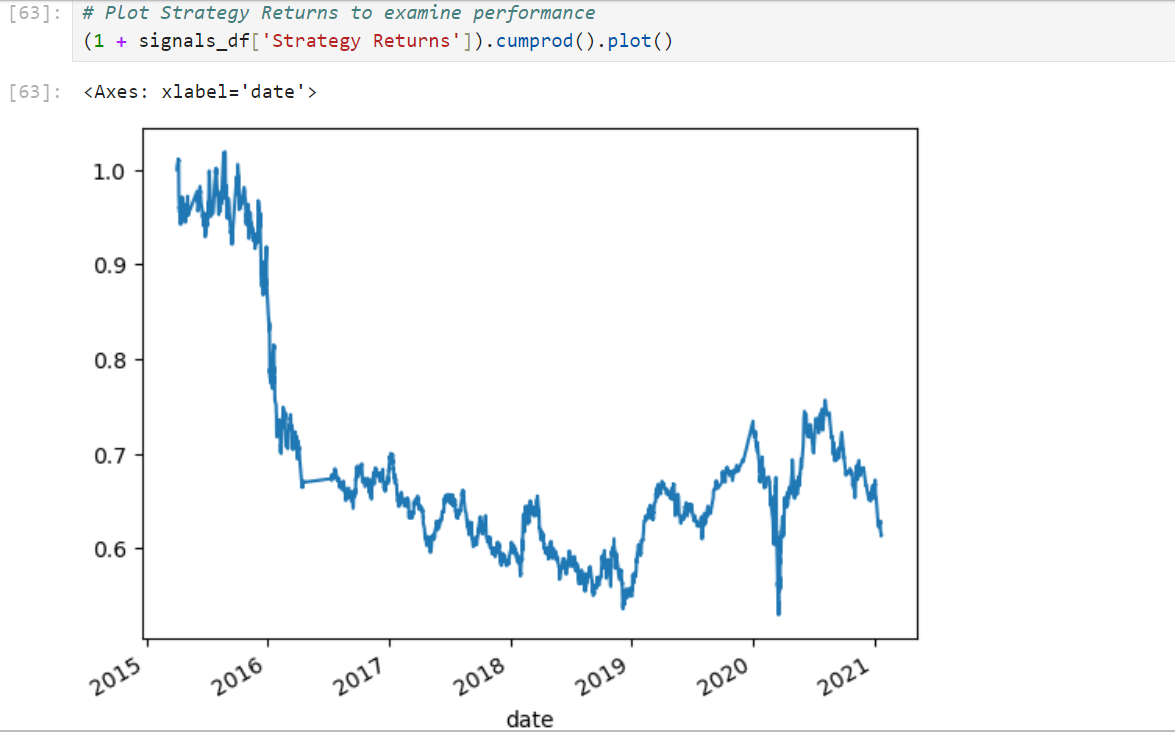 [63]: # Plot Strategy Returns to examine performance
(1 + signals_df['Strategy Returns']).cumprod().plot()
[63]: <Axes: xlabel='date'>
1.0
0.9
0.8
0.7
0.6
2015 2016 2017 2018 2019 2020 2021
date